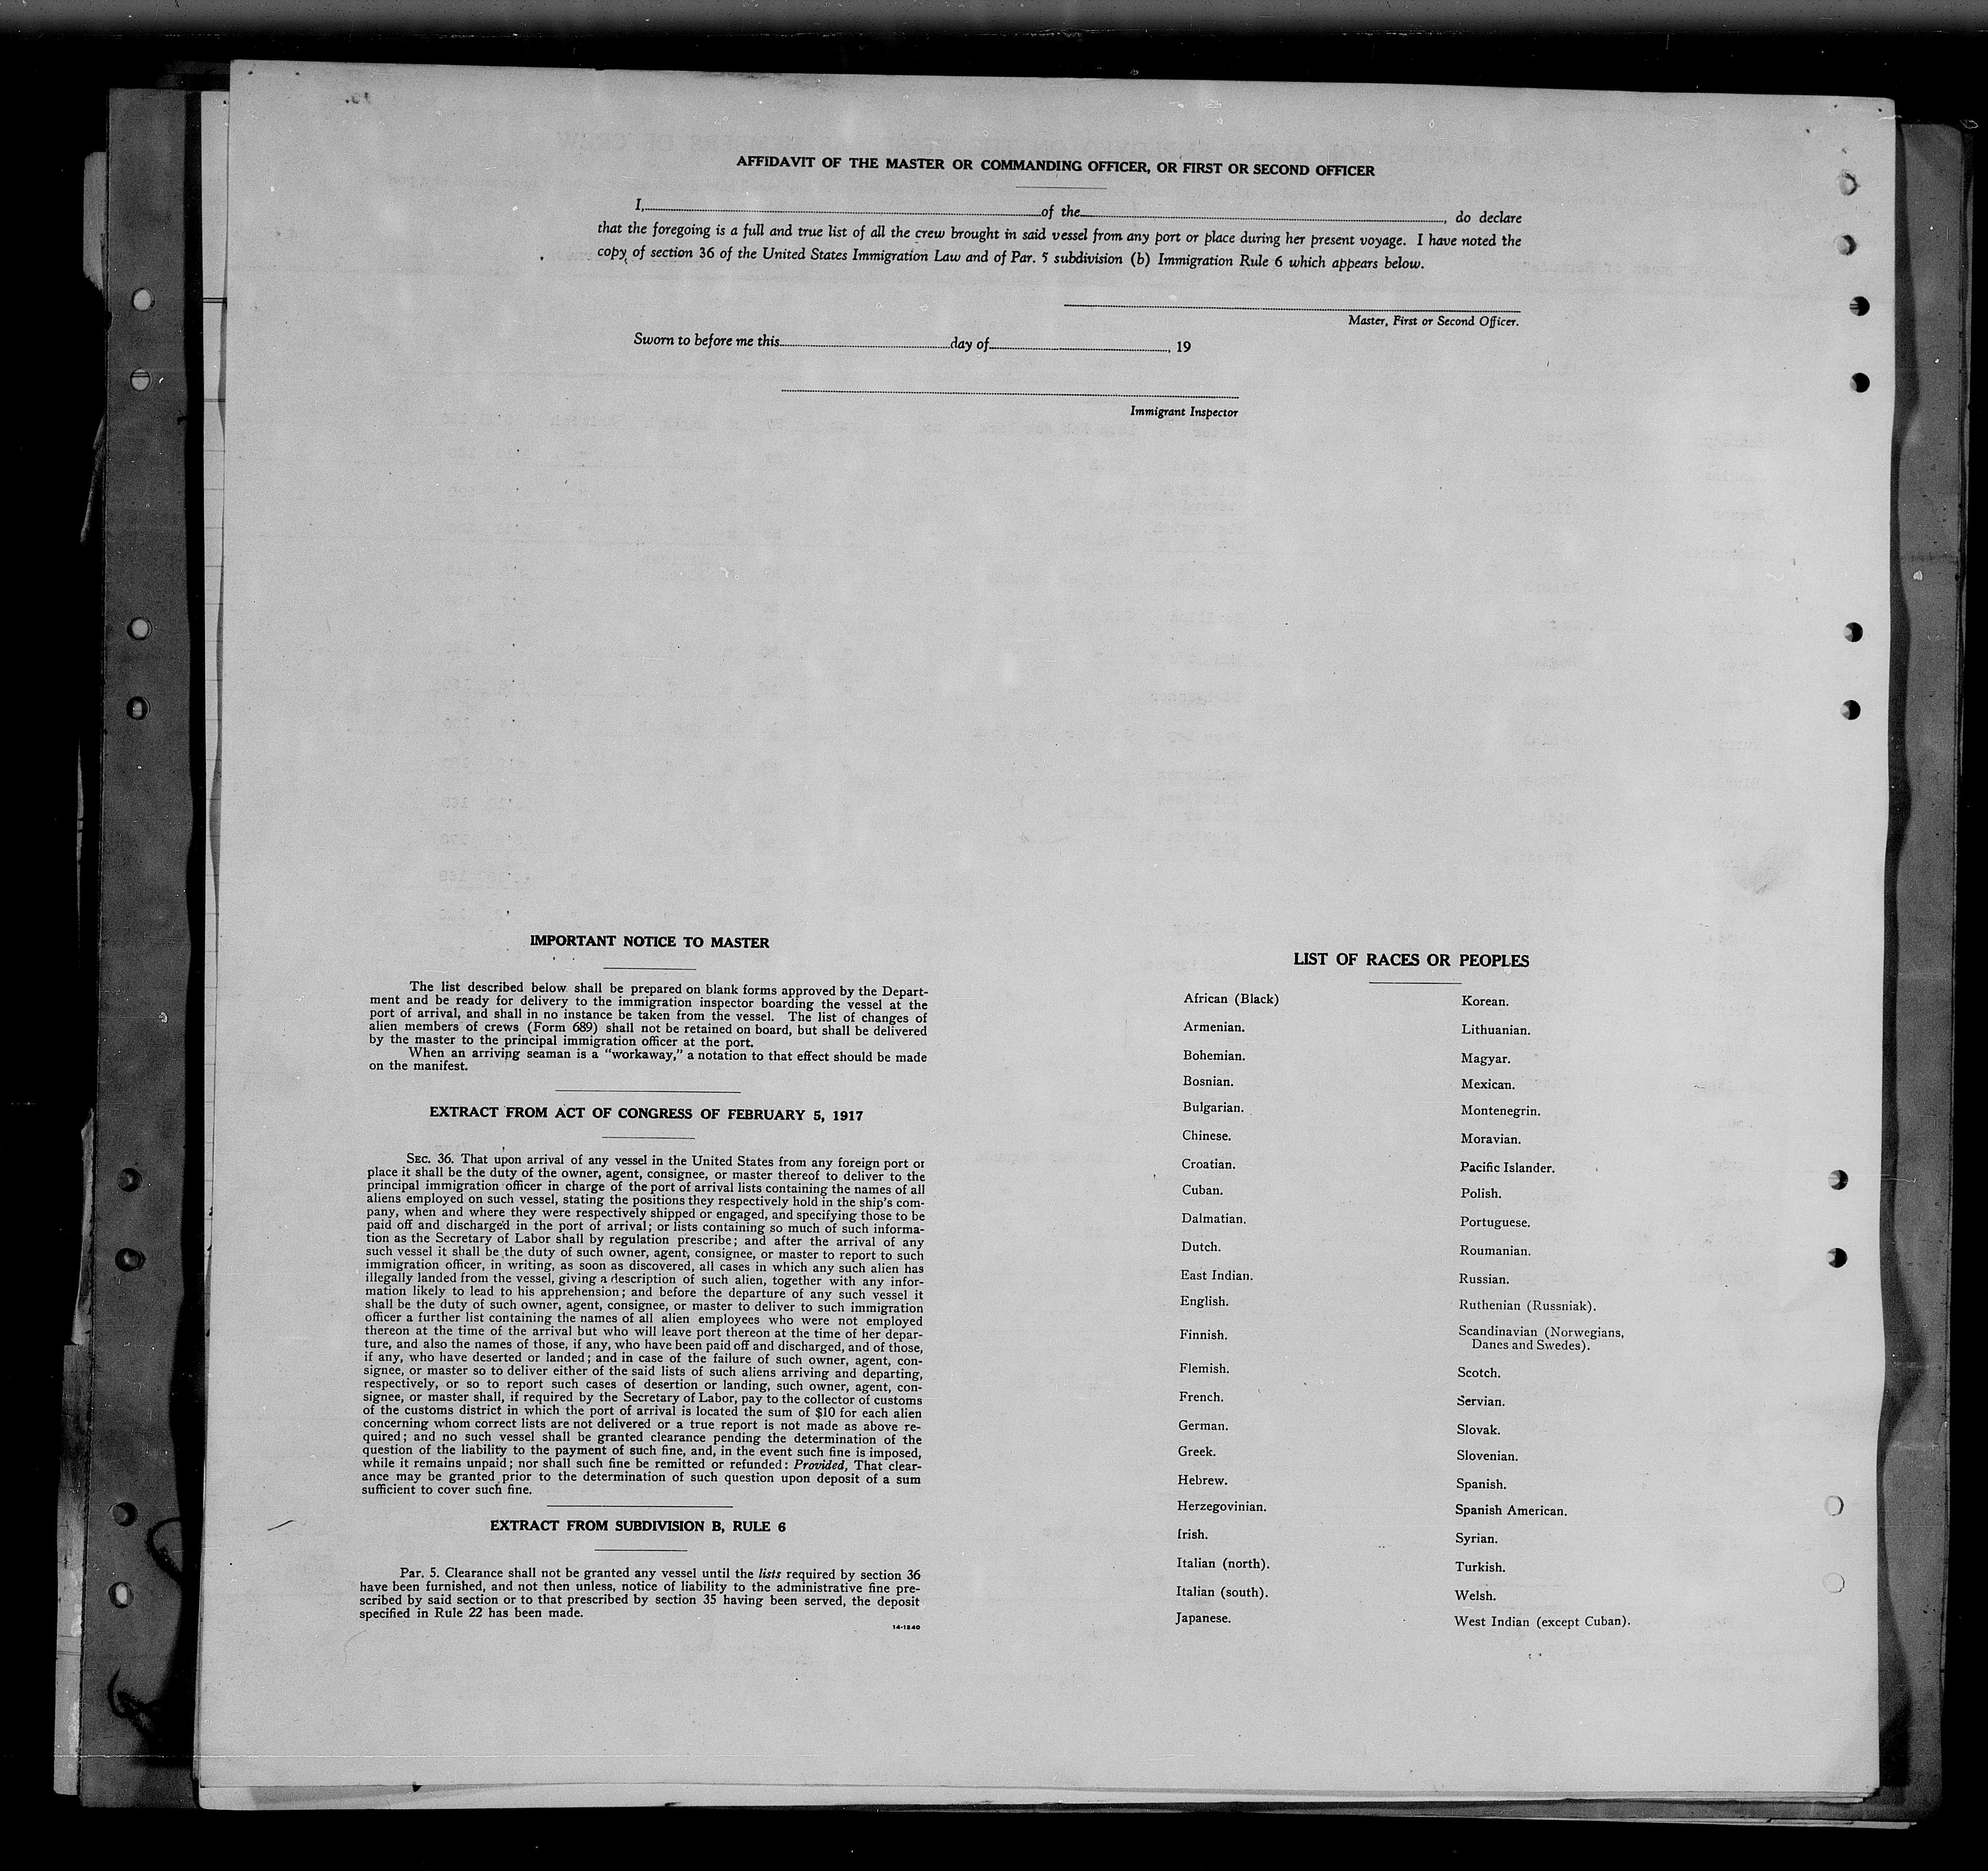 AFFIDAVIT OF THE MASTER OR COMMANDING OFFICER, OR FIRST OR SECOND OFFICER
I, of the , do declare
that the foregoing is a full and true list of all the crew brought in said vessel from any port or place during her present voyage. I have noted the
copy of section 36 of the United States Immigration Law and of Par. 5 subdivision (b) Immigration Rule 6 which appears below.
Master, First or Second Officer.
Sworn to before me this day of , 19
Immigrant Inspector
IMPORTANT NOTICE TO MASTER
The list described below shall be prepared on blank forms approved by the Depart-
ment and be ready for delivery to the immigration inspector boarding the vessel at the
port of arrival, and shall in no instance be taken from the vessel. The list of changes of
alien members of crews (Form 689) shall not be retained on board, but shall be delivered
by the master to the principal immigration officer at the port.
When an arriving seaman is a "workaway," a notation to that effect should be made
on the manifest.
EXTRACT FROM ACT OF CONGRESS OF FEBRUARY 5, 1917
SEC. 36. That upon arrival of any vessel in the United States from any foreign port or
place it shall be the duty of the owner, agent, consignee, or master thereof to deliver to the
principal immigration officer in charge of the port of arrival lists containing the names of all
aliens employed on such vessel, stating the positions they respectively hold in the ship's com-
pany, when and where they were respectively shipped or engaged, and specifying those to be
paid off and discharged in the port of arrival; or lists containing so much of such informa-
tion as the Secretary of Labor shall by regulation prescribe; and after the arrival of any
such vessel it shall be the duty of such owner, agent, consignee, or master to report to such
immigration officer, in writing, as soon as discovered, all cases in which any such alien has
illegally landed from the vessel, giving a description of such alien, together with any infor-
mation likely to lead to his apprehension; and before the departure of any such vessel it
shall be the duty of such owner, agent, consignee, or master to deliver to such immigration
officer a further list containing the names of all alien employees who were not employed
thereon at the time of the arrival but who will leave port thereon at the time of her depar-
ture, and also the names of those, if any, who have been paid off and discharged, and of those,
if any, who have deserted or landed; and in case of the failure of such owner, agent, con-
signee, or master so to deliver either of the said lists of such aliens arriving and departing,
respectively, or so to report such cases of desertion or landing, such owner, agent, con-
signee, or master shall, if required by the Secretary of Labor, pay to the collector of customs
of the customs district in which the port of arrival is located the sum of $10 for each alien
concerning whom correct lists are not delivered or a true report is not made as above re-
quired; and no such vessel shall be granted clearance pending the determination of the
question of the liability to the payment of such fine, and, in the event such fine is imposed,
while it remains unpaid; nor shall such fine be remitted or refunded: Provided, That clear-
ance may be granted prior to the determination of such question upon deposit of a sum
sufficient to cover such fine.
EXTRACT FROM SUBDIVISION B, RULE 6
Par. 5. Clearance shall not be granted any vessel until the lists required by section 36
have been furnished, and not then unless, notice of liability to the administrative fine pre-
scribed by said section or to that prescribed by section 35 having been served, the deposit
specified in Rule 22 has been made.
14-1240
LIST OF RACES OR PEOPLES
African (Black)
Armenian.
Bohemian.
Bosnian.
Bulgarian.
Chinese.
Croatian.
Cuban.
Dalmatian.
Dutch.
East Indian.
English.
Finnish.
Flemish.
French.
German.
Greek.
Hebrew.
Herzegovinian.
Irish.
Italian (north).
Italian (south).
Japanese.
Korean.
Lithuanian.
Magyar.
Mexican.
Montenegrin.
Moravian.
Pacific Islander.
Polish.
Portuguese.
Roumanian.
Russian.
Ruthenian (Russniak).
Scandinavian (Norwegians,
Danes and Swedes).
Scotch.
Servian.
Slovak.
Slovenian.
Spanish.
Spanish American.
Syrian.
Turkish.
Welsh.
West Indian (except Cuban).